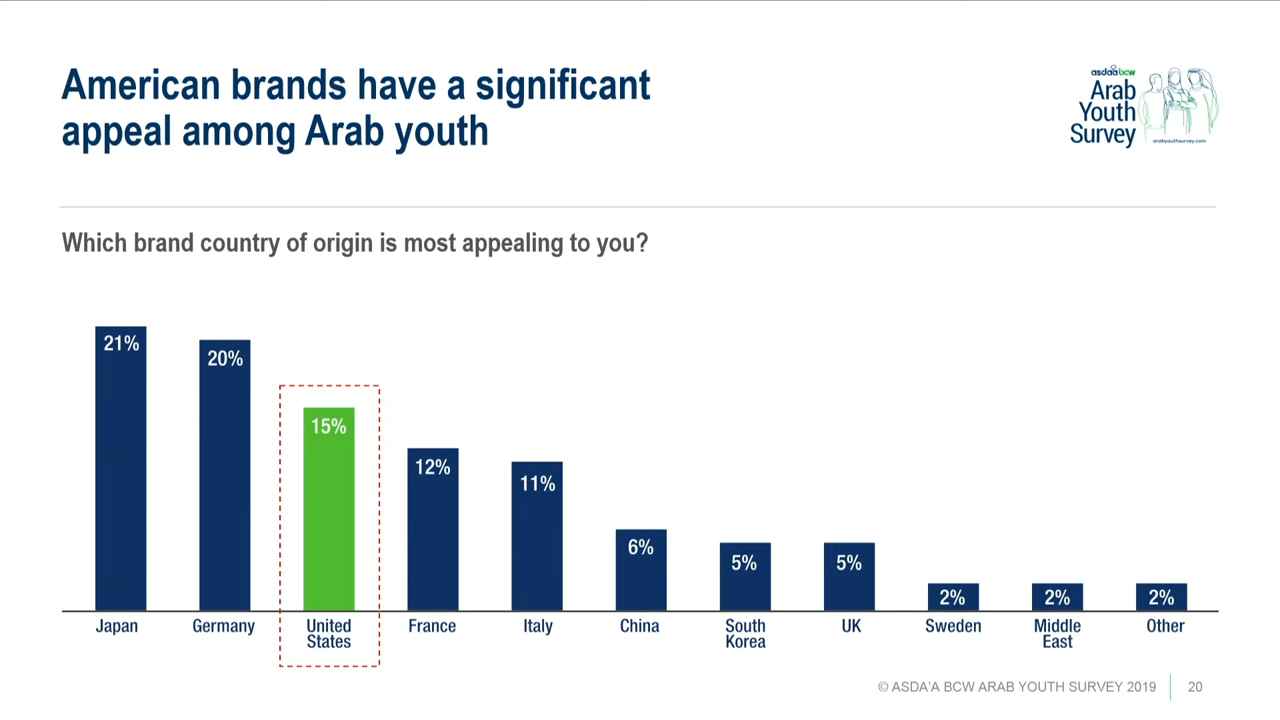 American brands have a significant
appeal among Arab youth
asdaa bcw
Arab
Youth
Survey
arabyouthsurvey.com
Which brand country of origin is most appealing to you?
21%
20%
15%
12%
11%
6%
5%
5%
2%
2%
2%
Japan
Germany
United
States
France
Italy
China
South
Korea
UK
Sweden
Middle
East
Other
© ASDA'A BCW ARAB YOUTH SURVEY 2019
20